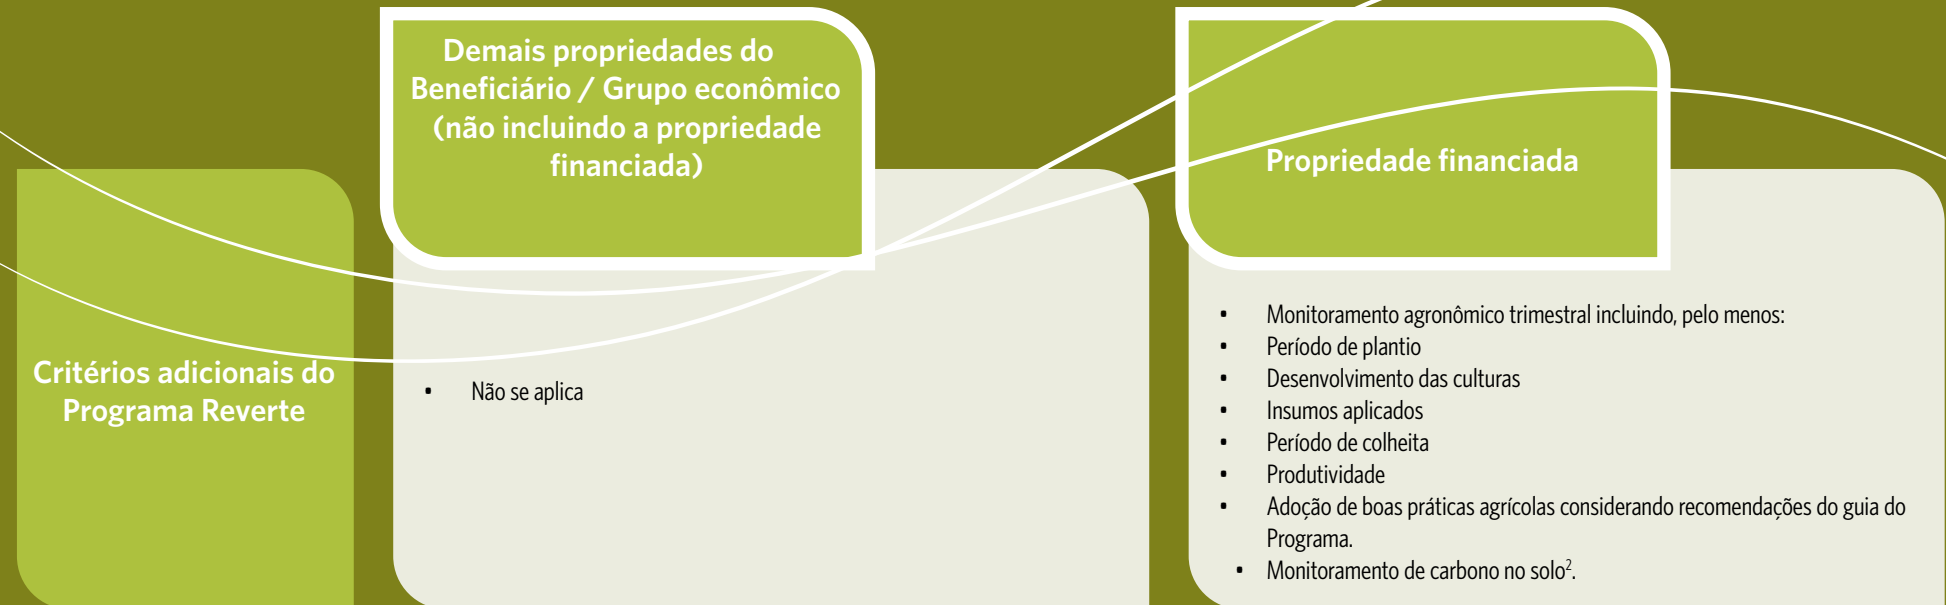 Demais propriedades do
Beneficiário / Grupo econômico
(não incluindo a propriedade
financiada)
Propriedade financiada
Critérios adicionais do
Programa Reverte
• Não se aplica
• Monitoramento agronômico trimestral incluindo, pelo menos:
• Período de plantio
• Desenvolvimento das culturas
• Insumos aplicados
• Período de colheita
• Produtividade
• Adoção de boas práticas agrícolas considerando recomendações do guia do
Programa.
• Monitoramento de carbono no solo².